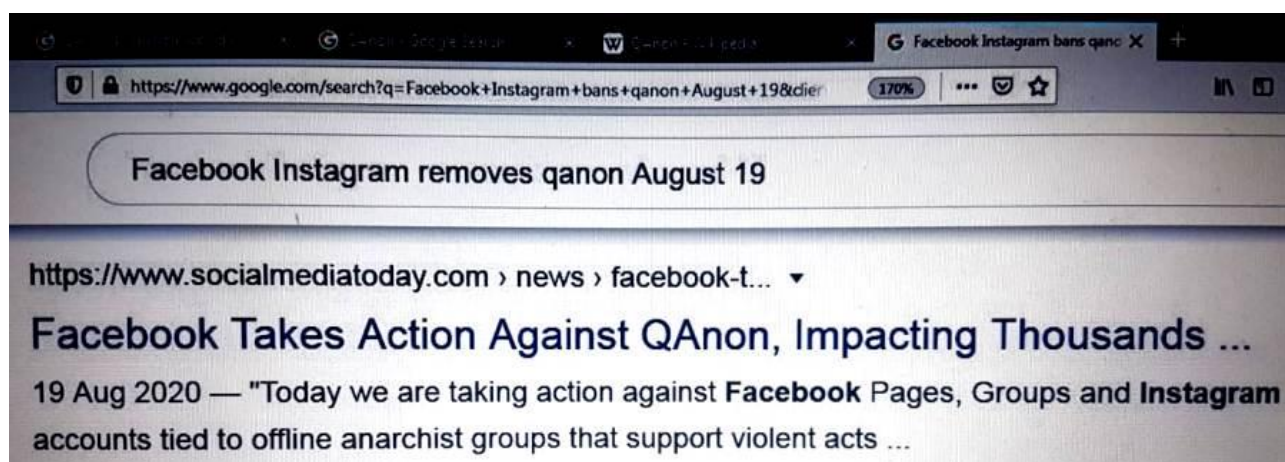 Facebook Instagram bans qanc
https://www.google.com/search?q=Facebook+Instagram+bans+qanon+August+19&clier
170%
Facebook Instagram removes qanon August 19
https://www.socialmediatoday.com › news › facebook-t...
Facebook Takes Action Against QAnon, Impacting Thousands ...
19 Aug 2020 — "Today we are taking action against Facebook Pages, Groups and Instagram
accounts tied to offline anarchist groups that support violent acts ...